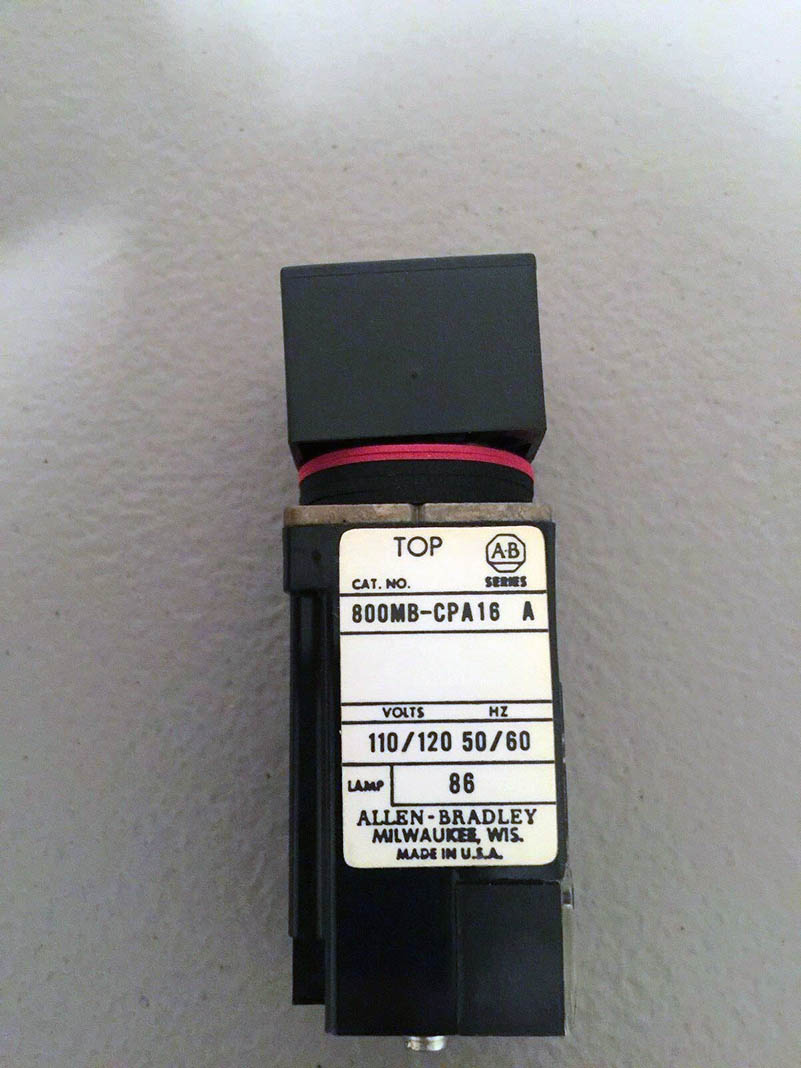 TOP A-B
CAT. NO. SERIES
800MB-CPA16 A
VOLTS HZ
110/120 50/60
LAMP 86
ALLEN-BRADLEY
MILWAUKEE, WIS.
MADE IN U.S.A.